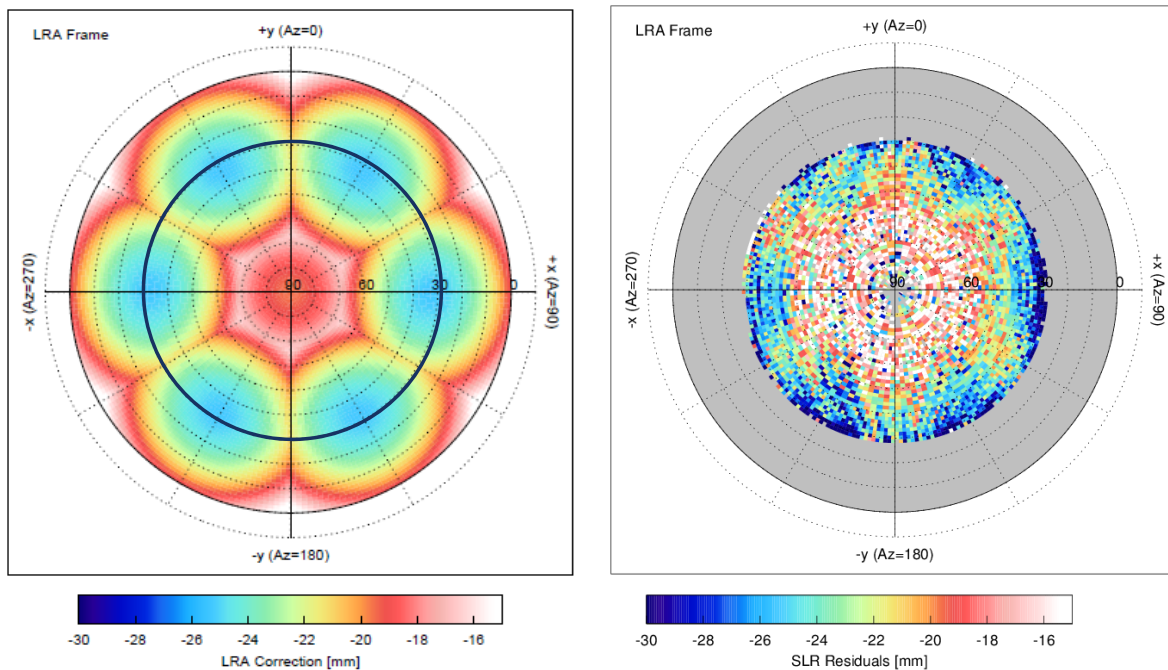 LRA Frame
+y (Az=0)
-x (Az=270)
90
60
30
0
+x (Az=90)
-y (Az=180)
-30
-28
-26
-24
-22
-20
-18
-16
LRA Correction [mm]
LRA Frame
+y (Az=0)
-x (Az=270)
90
60
30
0
+x (Az=90)
-y (Az=180)
-30
-28
-26
-24
-22
-20
-18
-16
SLR Residuals [mm]